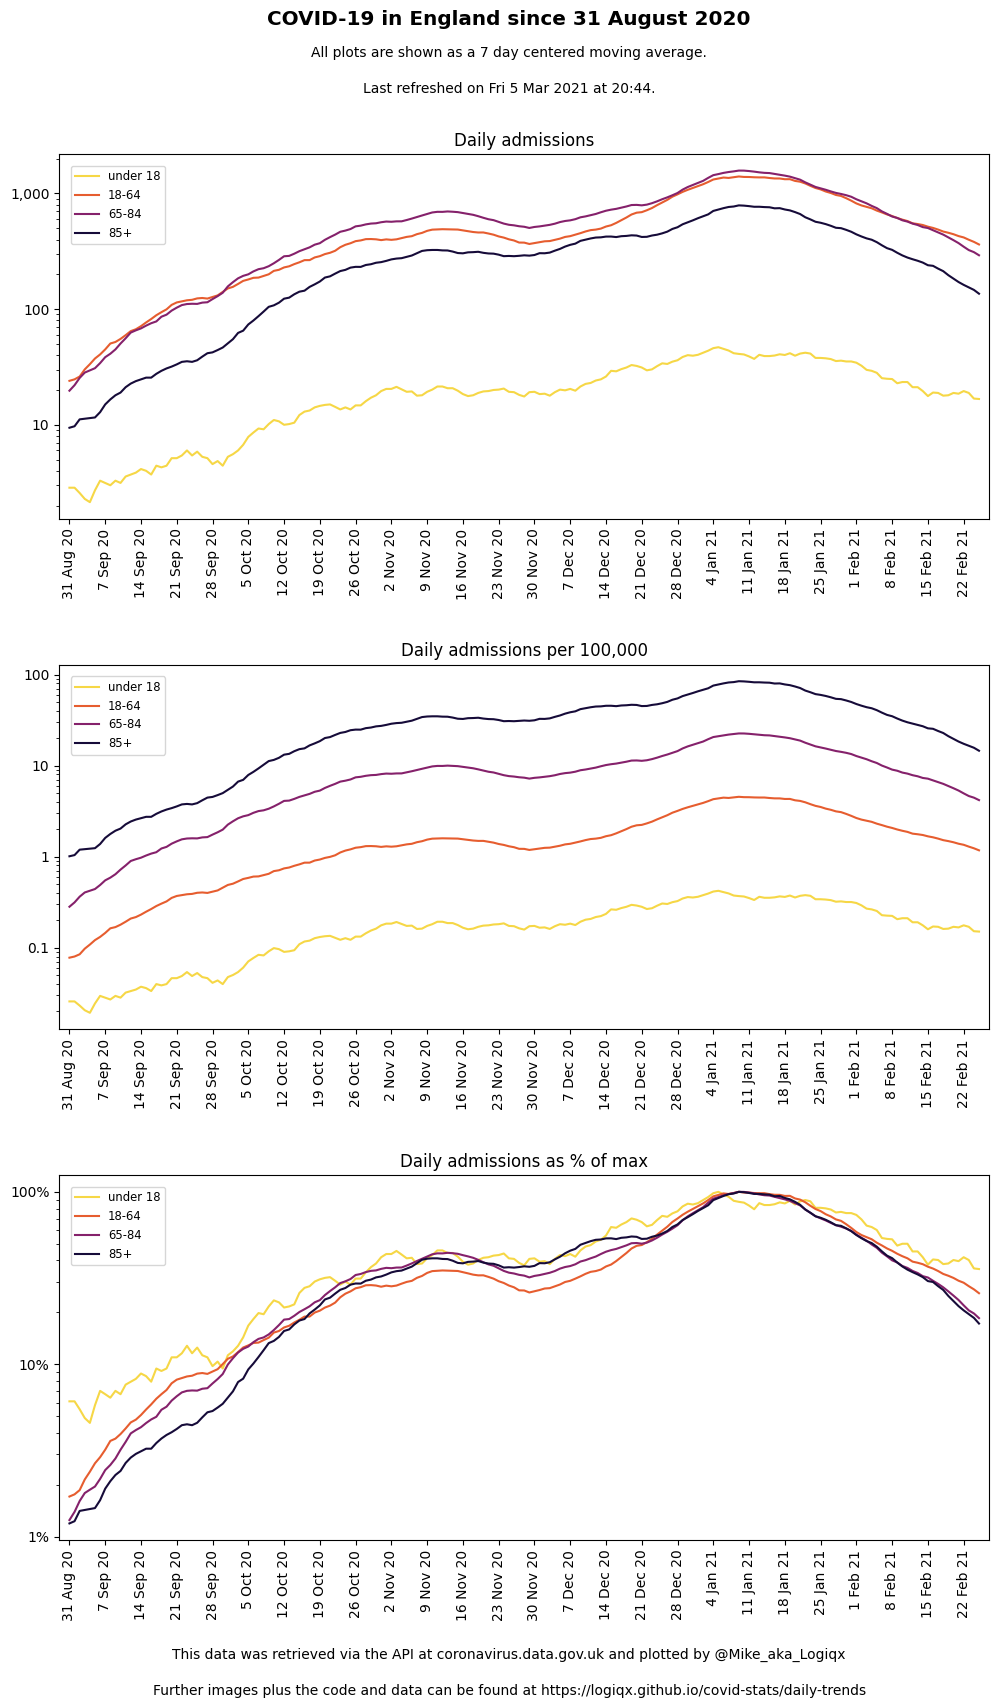 COVID-19 in England since 31 August 2020
All plots are shown as a 7 day centered moving average.
Last refreshed on Fri 5 Mar 2021 at 20:44.
Daily admissions
under 18
18-64
65-84
85+
1,000
100
10
31 Aug 20
7 Sep 20
14 Sep 20
21 Sep 20
28 Sep 20
5 Oct 20
12 Oct 20
19 Oct 20
26 Oct 20
2 Nov 20
9 Nov 20
16 Nov 20
23 Nov 20
30 Nov 20
7 Dec 20
14 Dec 20
21 Dec 20
28 Dec 20
4 Jan 21
11 Jan 21
18 Jan 21
25 Jan 21
1 Feb 21
8 Feb 21
15 Feb 21
22 Feb 21
Daily admissions per 100,000
under 18
18-64
65-84
85+
100
10
1
0.1
31 Aug 20
7 Sep 20
14 Sep 20
21 Sep 20
28 Sep 20
5 Oct 20
12 Oct 20
19 Oct 20
26 Oct 20
2 Nov 20
9 Nov 20
16 Nov 20
23 Nov 20
30 Nov 20
7 Dec 20
14 Dec 20
21 Dec 20
28 Dec 20
4 Jan 21
11 Jan 21
18 Jan 21
25 Jan 21
1 Feb 21
8 Feb 21
15 Feb 21
22 Feb 21
Daily admissions as % of max
under 18
18-64
65-84
85+
100%
10%
1%
31 Aug 20
7 Sep 20
14 Sep 20
21 Sep 20
28 Sep 20
5 Oct 20
12 Oct 20
19 Oct 20
26 Oct 20
2 Nov 20
9 Nov 20
16 Nov 20
23 Nov 20
30 Nov 20
7 Dec 20
14 Dec 20
21 Dec 20
28 Dec 20
4 Jan 21
11 Jan 21
18 Jan 21
25 Jan 21
1 Feb 21
8 Feb 21
15 Feb 21
22 Feb 21
This data was retrieved via the API at coronavirus.data.gov.uk and plotted by @Mike_aka_Logiqx
Further images plus the code and data can be found at https://logiqx.github.io/covid-stats/daily-trends